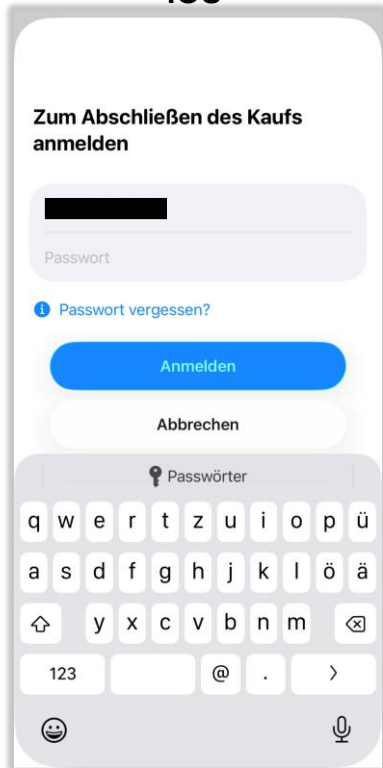 Zum Abschließen des Kaufs
anmelden
Passwort
Passwort vergessen?
Anmelden
Abbrechen
Passwörter
q w e r t z u i o p ü
a s d f g h j k l ö ä
y x c v b n m
123 @ .